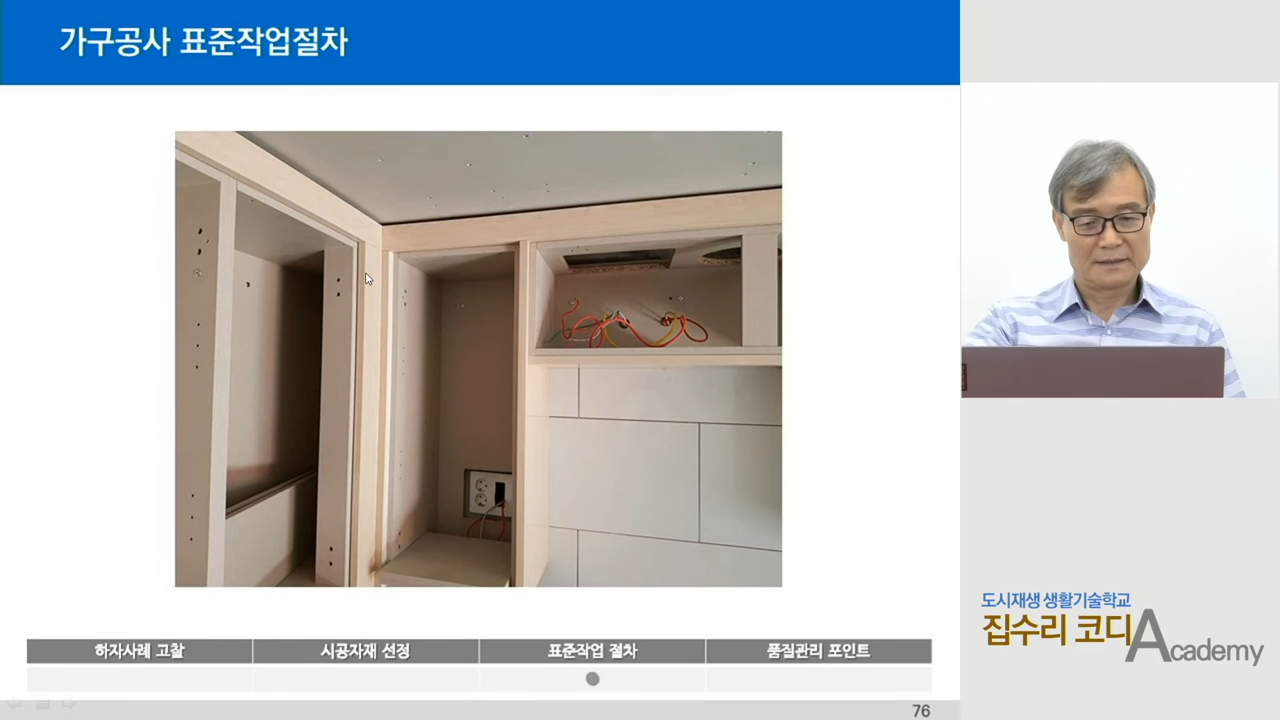 가구공사 표준작업절차
하자사례 고찰
시공자재 선정
표준작업 절차
품질관리 포인트
도시재생 생활기술학교
집수리 코디Academy
76